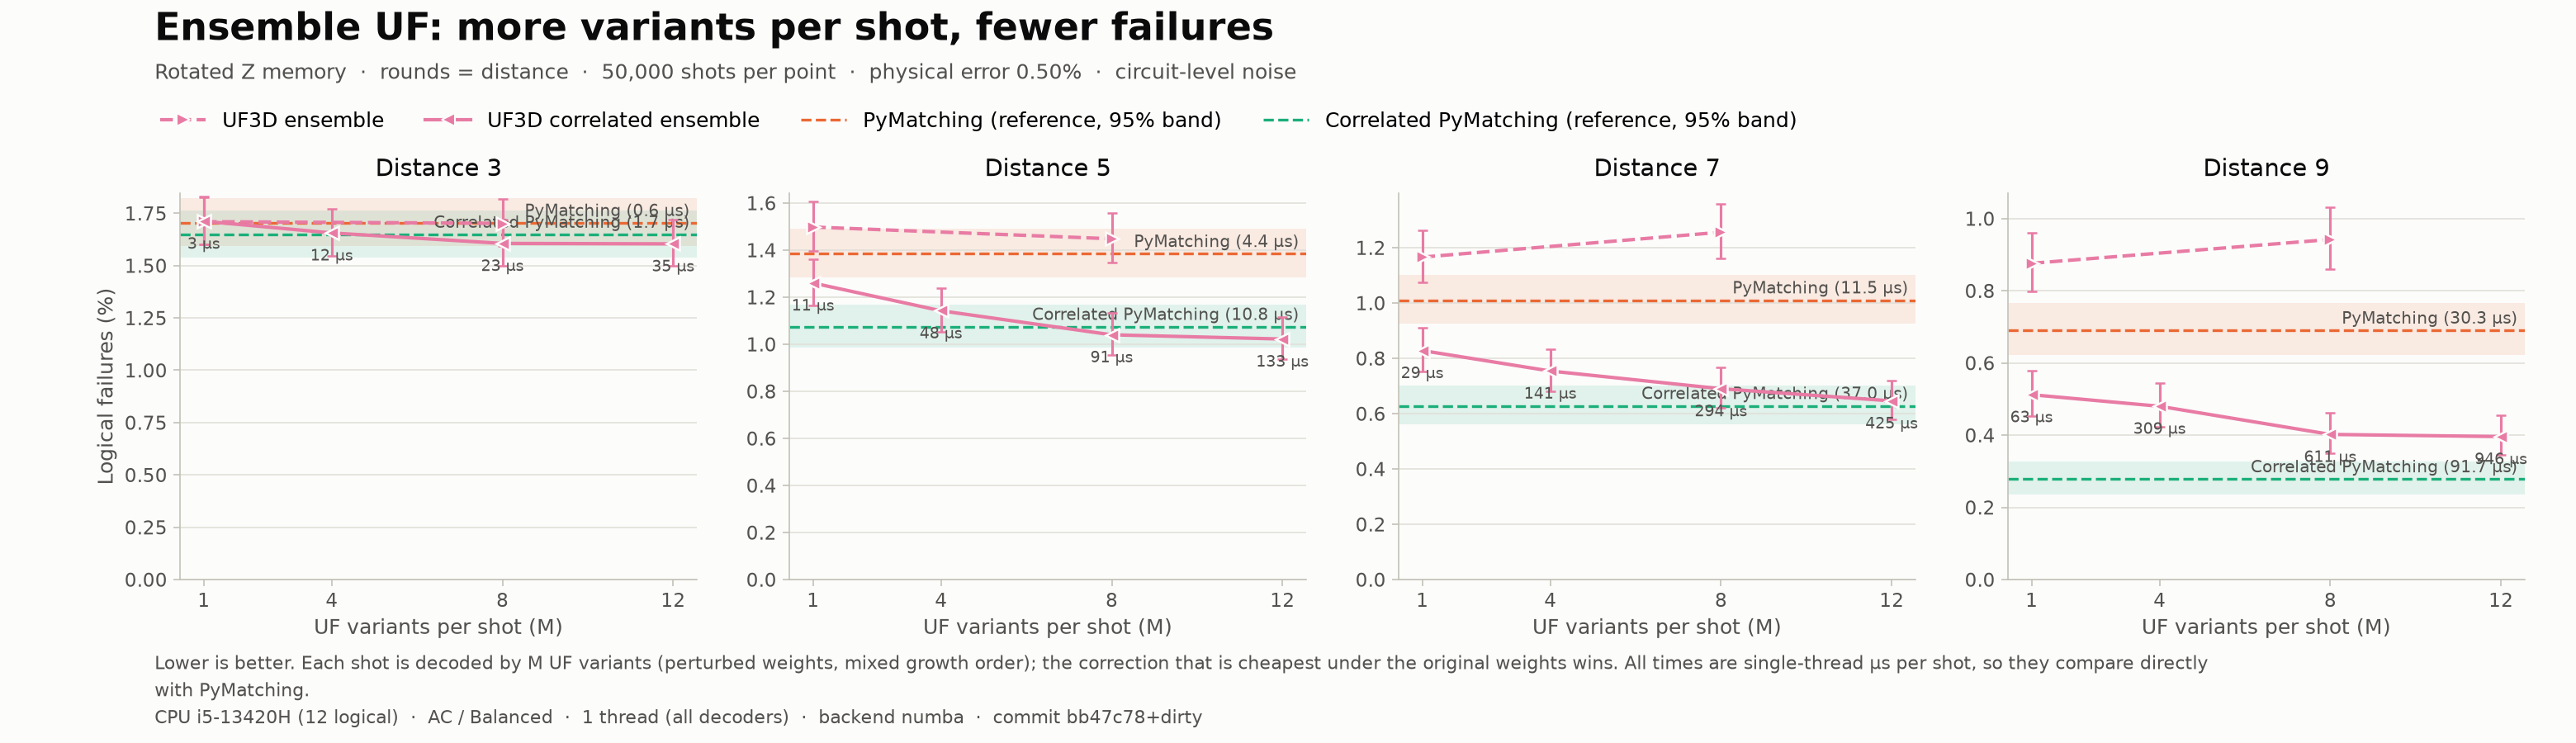 Ensemble UF: more variants per shot, fewer failures
Rotated Z memory · rounds = distance · 50,000 shots per point · physical error 0.50% · circuit-level noise
UF3D ensemble UF3D correlated ensemble PyMatching (reference, 95% band) Correlated PyMatching (reference, 95% band)
Distance 3
Logical failures (%)
1.75
1.50
1.25
1.00
0.75
0.50
0.25
0.00
PyMatching (0.6 µs)
Correlated PyMatching (1.7 µs)
3 µs
12 µs
23 µs
35 µs
1 4 8 12
UF variants per shot (M)
Distance 5
1.6
1.4
1.2
1.0
0.8
0.6
0.4
0.2
0.0
PyMatching (4.4 µs)
Correlated PyMatching (10.8 µs)
11 µs
48 µs
91 µs
133 µs
1 4 8 12
UF variants per shot (M)
Distance 7
1.2
1.0
0.8
0.6
0.4
0.2
0.0
PyMatching (11.5 µs)
Correlated PyMatching (37.0 µs)
29 µs
141 µs
294 µs
425 µs
1 4 8 12
UF variants per shot (M)
Distance 9
1.0
0.8
0.6
0.4
0.2
0.0
PyMatching (30.3 µs)
Correlated PyMatching (91.7 µs)
63 µs
309 µs
611 µs
946 µs
1 4 8 12
UF variants per shot (M)
Lower is better. Each shot is decoded by M UF variants (perturbed weights, mixed growth order); the correction that is cheapest under the original weights wins. All times are single-thread µs per shot, so they compare directly
with PyMatching.
CPU i5-13420H (12 logical) · AC / Balanced · 1 thread (all decoders) · backend numba · commit bb47c78+dirty